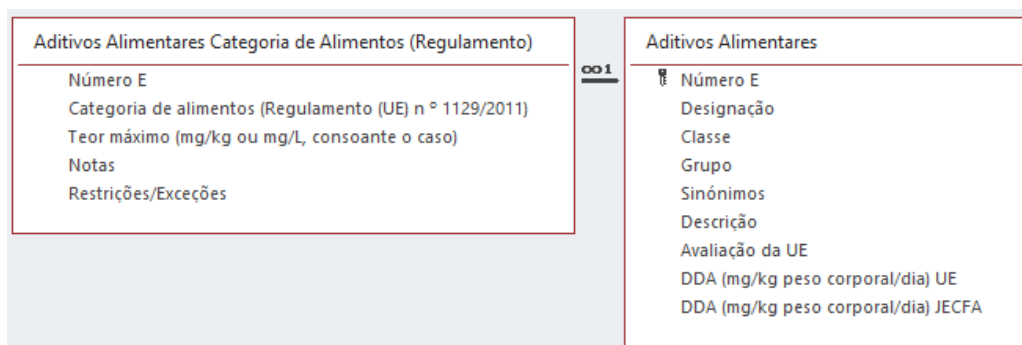 Aditivos Alimentares Categoria de Alimentos (Regulamento)
Número E
Categoria de alimentos (Regulamento (UE) n º 1129/2011)
Teor máximo (mg/kg ou mg/L, consoante o caso)
Notas
Restrições/Exceções
∞1
Aditivos Alimentares
Número E
Designação
Classe
Grupo
Sinónimos
Descrição
Avaliação da UE
DDA (mg/kg peso corporal/dia) UE
DDA (mg/kg peso corporal/dia) JECFA